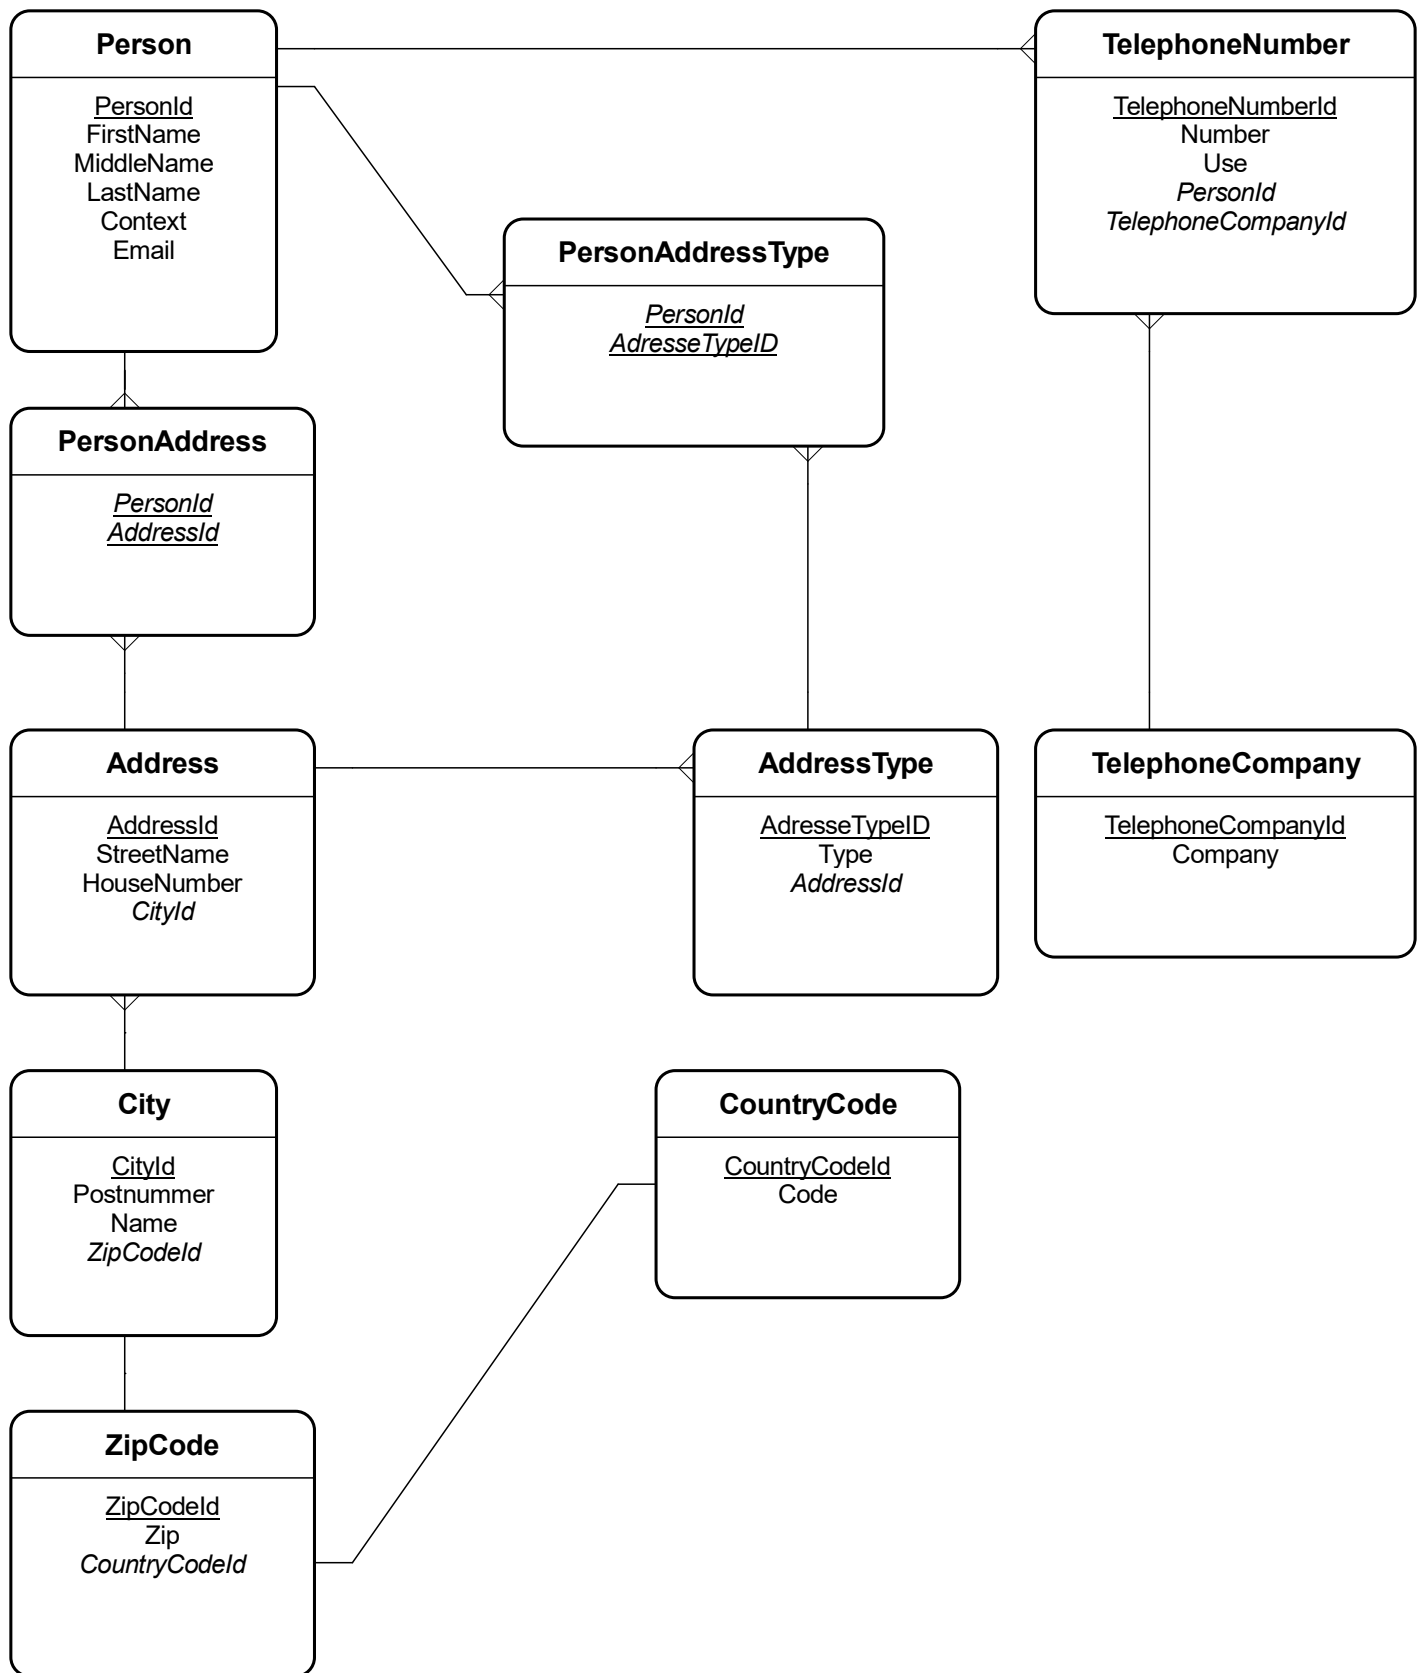 Person
PersonId
FirstName
MiddleName
LastName
Context
Email
TelephoneNumber
TelephoneNumberId
Number
Use
PersonId
TelephoneCompanyId
PersonAddressType
PersonId
AdresseTypeID
PersonAddress
PersonId
AddressId
Address
AddressId
StreetName
HouseNumber
CityId
AddressType
AdresseTypeID
Type
AddressId
TelephoneCompany
TelephoneCompanyId
Company
City
CityId
Postnummer
Name
ZipCodeId
CountryCode
CountryCodeId
Code
ZipCode
ZipCodeId
Zip
CountryCodeId